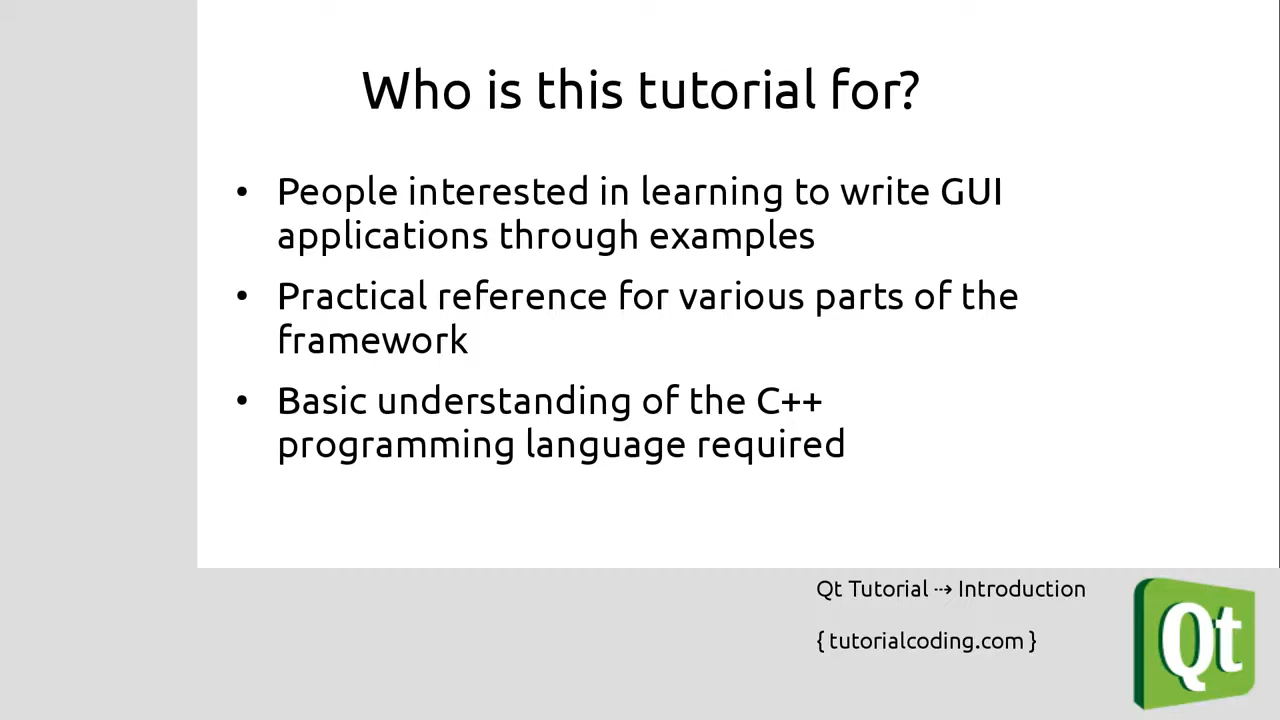 Who is this tutorial for?
• People interested in learning to write GUI
applications through examples
• Practical reference for various parts of the
framework
• Basic understanding of the C++
programming language required
Qt Tutorial ⇢ Introduction
{ tutorialcoding.com }
Qt